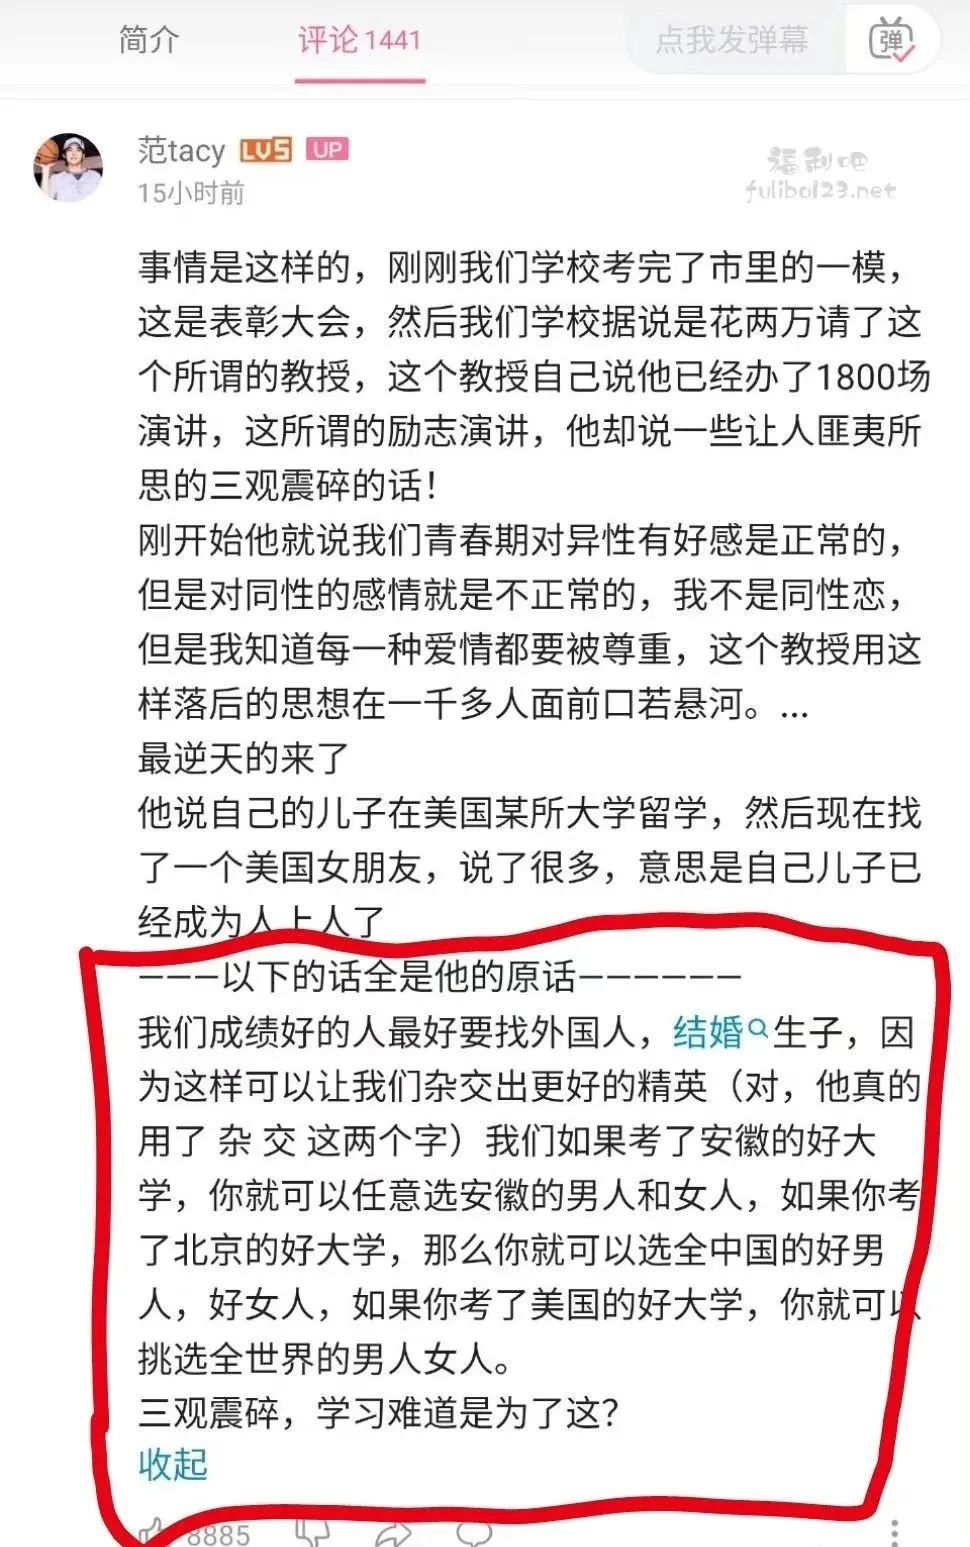 简介
评论 1441
点我发弹幕
弹
范tacy LV5 UP
15小时前
福利吧
fuliba123.net
事情是这样的，刚刚我们学校考完了市里的一模，
这是表彰大会，然后我们学校据说是花两万请了这
个所谓的教授，这个教授自己说他已经办了1800场
演讲，这所谓的励志演讲，他却说一些让人匪夷所
思的三观震碎的话！
刚开始他就说我们青春期对异性有好感是正常的，
但是对同性的感情就是不正常的，我不是同性恋，
但是我知道每一种爱情都要被尊重，这个教授用这
样落后的思想在一千多人面前口若悬河。...
最逆天的来了
他说自己的儿子在美国某所大学留学，然后现在找
了一个美国女朋友，说了很多，意思是自己儿子已
经成为人上人了
———以下的话全是他的原话——————
我们成绩好的人最好要找外国人，结婚生子，因
为这样可以让我们杂交出更好的精英（对，他真的
用了 杂 交 这两个字）我们如果考了安徽的好大
学，你就可以任意选安徽的男人和女人，如果你考
了北京的好大学，那么你就可以选全中国的好男
人，好女人，如果你考了美国的好大学，你就可以
挑选全世界的男人女人。
三观震碎，学习难道是为了这？
收起
8885